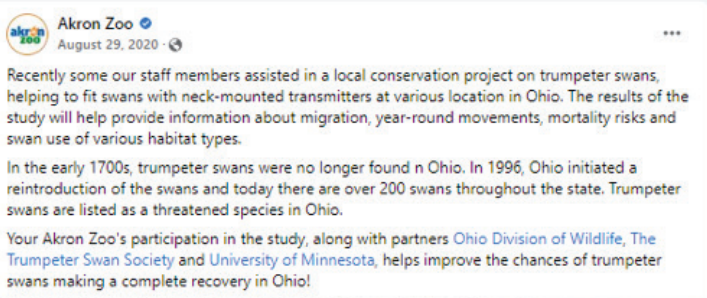 akron
zoo
Akron Zoo
August 29, 2020 ·
Recently some our staff members assisted in a local conservation project on trumpeter swans,
helping to fit swans with neck-mounted transmitters at various location in Ohio. The results of the
study will help provide information about migration, year-round movements, mortality risks and
swan use of various habitat types.
In the early 1700s, trumpeter swans were no longer found n Ohio. In 1996, Ohio initiated a
reintroduction of the swans and today there are over 200 swans throughout the state. Trumpeter
swans are listed as a threatened species in Ohio.
Your Akron Zoo's participation in the study, along with partners Ohio Division of Wildlife, The
Trumpeter Swan Society and University of Minnesota, helps improve the chances of trumpeter
swans making a complete recovery in Ohio!